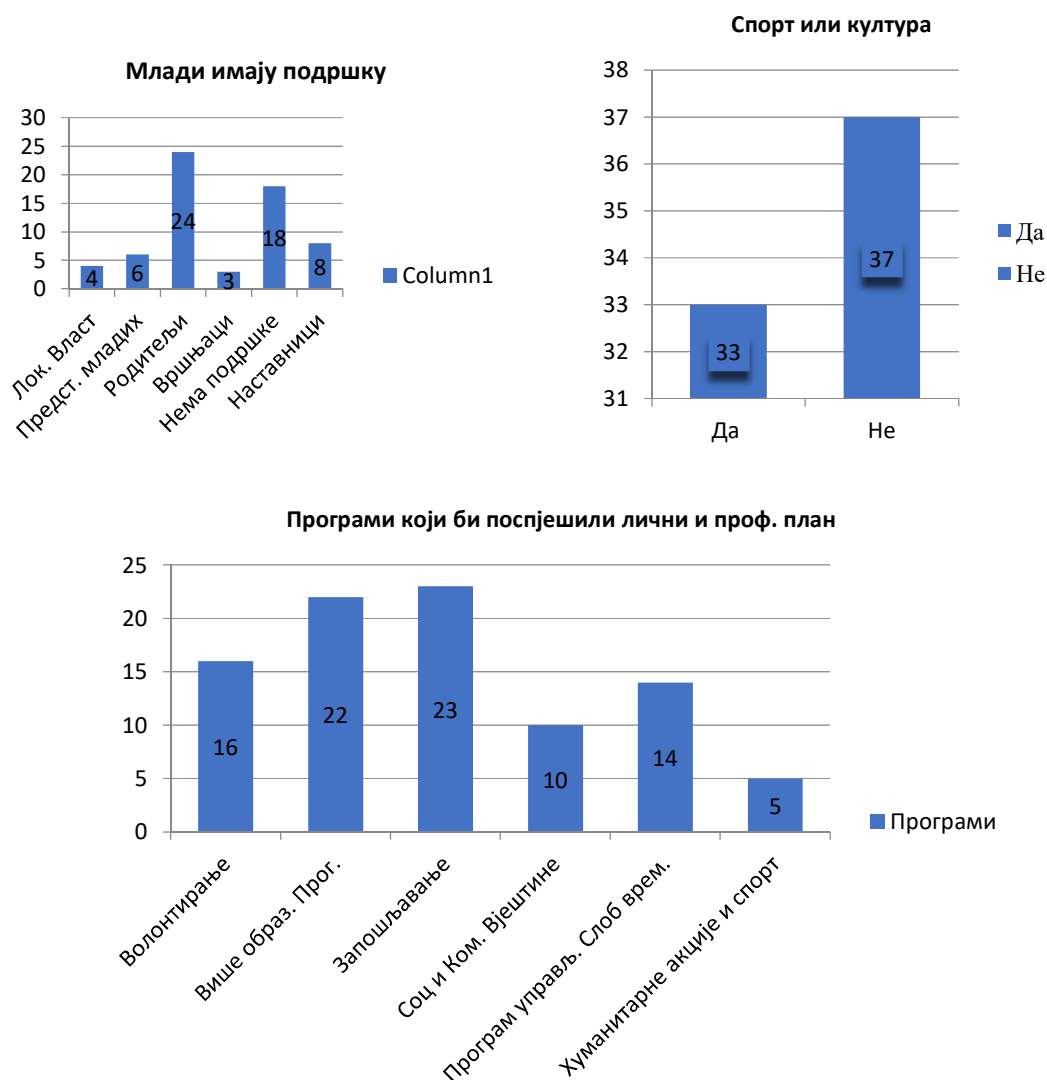 Млади имају подршку
30
25
20
15
10
5
0
4
6
24
3
18
8
Лок. Власт
Предст. младих
Родитељи
Вршњаци
Нема подршке
Наставници
Column1
Спорт или култура
38
37
36
35
34
33
32
31
33
37
Да
Не
Да
Не
Програми који би поспјешили лични и проф. план
25
20
15
10
5
0
16
22
23
10
14
5
Волонтирање
Више образ. Прог.
Запошљавање
Соц и Ком. Вјештине
Програм управљ. Слоб врем.
Хуманитарне акције и спорт
Програми